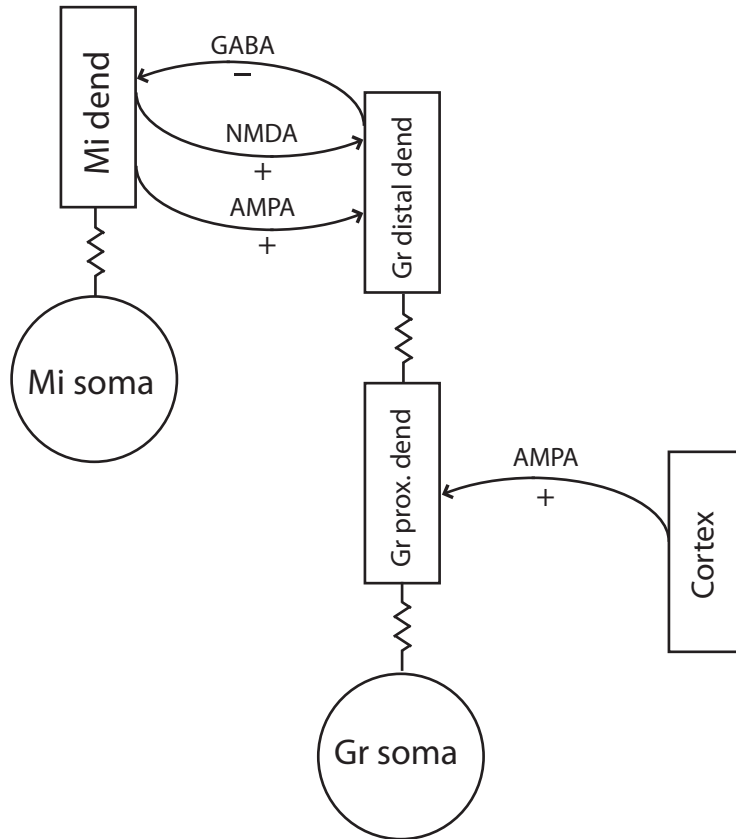 GABA
−
Mi dend
NMDA
+
Gr distal dend
AMPA
+
Mi soma
Gr prox. dend
AMPA
+
Cortex
Gr soma